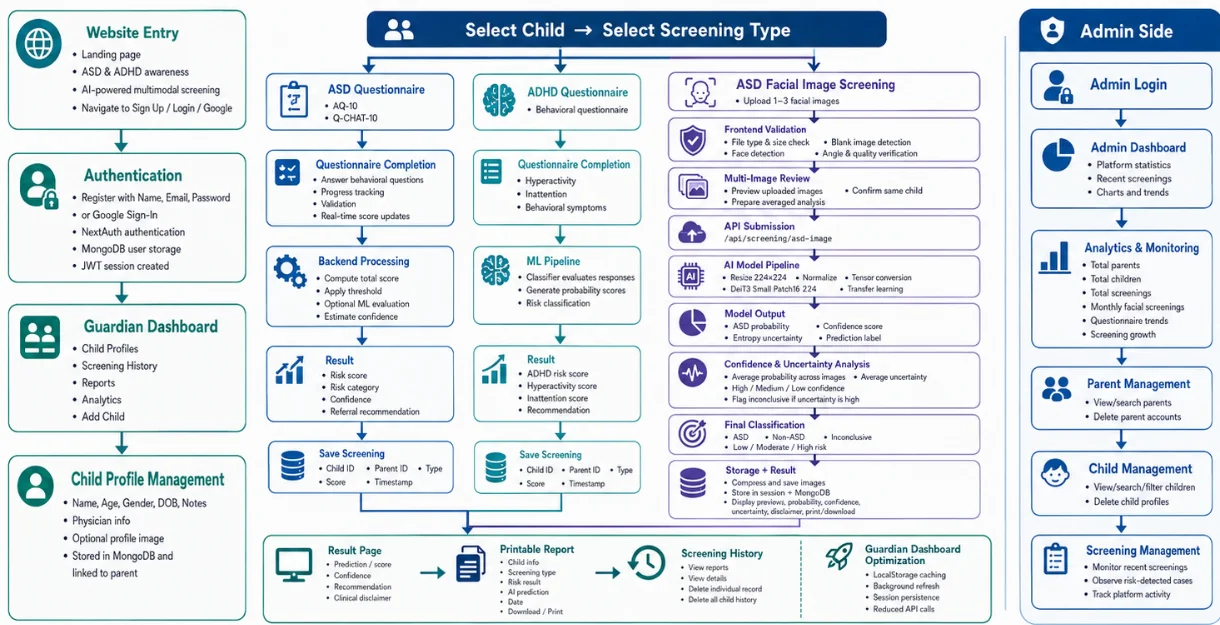 Website Entry
• Landing page
• ASD & ADHD awareness
• AI-powered multimodal screening
• Navigate to Sign Up / Login / Google
Authentication
• Register with Name, Email, Password
• or Google Sign-In
• NextAuth authentication
• MongoDB user storage
• JWT session created
Guardian Dashboard
• Child Profiles
• Screening History
• Reports
• Analytics
• Add Child
Child Profile Management
• Name, Age, Gender, DOB, Notes
• Physician info
• Optional profile image
• Stored in MongoDB and
linked to parent
Select Child → Select Screening Type
ASD Questionnaire
• AQ-10
• Q-CHAT-10
Questionnaire Completion
• Answer behavioral questions
• Progress tracking
• Validation
• Real-time score updates
Backend Processing
• Compute total score
• Apply threshold
• Optional ML evaluation
• Estimate confidence
Result
• Risk score
• Risk category
• Confidence
• Referral recommendation
Save Screening
• Child ID • Parent ID • Type
• Score • Timestamp
ADHD Questionnaire
• Behavioral questionnaire
Questionnaire Completion
• Hyperactivity
• Inattention
• Behavioral symptoms
ML Pipeline
• Classifier evaluates responses
• Generate probability scores
• Risk classification
Result
• ADHD risk score
• Hyperactivity score
• Inattention score
• Recommendation
Save Screening
• Child ID • Parent ID • Type
• Score • Timestamp
ASD Facial Image Screening
• Upload 1–3 facial images
Frontend Validation
• File type & size check • Blank image detection
• Face detection • Angle & quality verification
Multi-Image Review
• Preview uploaded images • Confirm same child
• Prepare averaged analysis
API Submission
/api/screening/asd-image
AI Model Pipeline
AI
• Resize 224×224 • Normalize • Tensor conversion
• DeiT3 Small Patch16 224 • Transfer learning
Model Output
• ASD probability • Confidence score
• Entropy uncertainty • Prediction label
Confidence & Uncertainty Analysis
• Average probability across images • Average uncertainty
• High / Medium / Low confidence
• Flag inconclusive if uncertainty is high
Final Classification
• ASD • Non-ASD • Inconclusive
• Low / Moderate / High risk
Storage + Result
• Compress and save images
• Store in session + MongoDB
• Display previews, probability, confidence,
uncertainty, disclaimer, print/download
Result Page
• Prediction / score
• Confidence
• Recommendation
• Clinical disclaimer
Printable Report
• Child info
• Screening type
• Risk result
• AI prediction
• Date
• Download / Print
Screening History
• View reports
• View details
• Delete individual record
• Delete all child history
Guardian Dashboard
Optimization
• LocalStorage caching
• Background refresh
• Session persistence
• Reduced API calls
Admin Side
Admin Login
Admin Dashboard
• Platform statistics
• Recent screenings
• Charts and trends
Analytics & Monitoring
• Total parents
• Total children
• Total screenings
• Monthly facial screenings
• Questionnaire trends
• Screening growth
Parent Management
• View/search parents
• Delete parent accounts
Child Management
• View/search/filter children
• Delete child profiles
Screening Management
• Monitor recent screenings
• Observe risk-detected cases
• Track platform activity